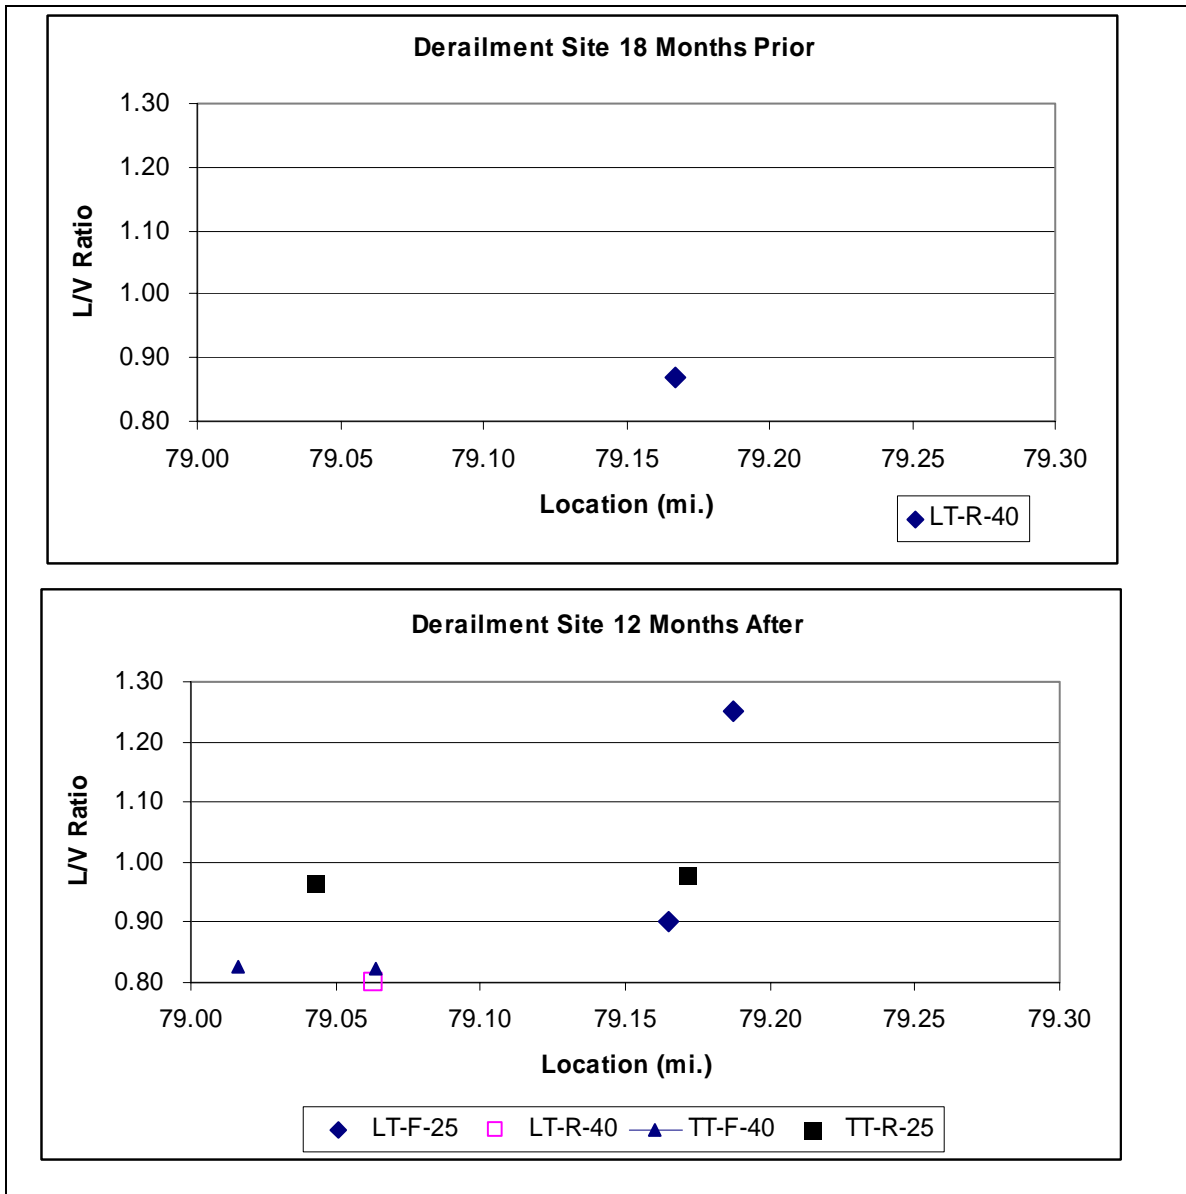 Derailment Site 18 Months Prior
1.30
1.20
1.10
1.00
0.90
0.80
L/V Ratio
79.00 79.05 79.10 79.15 79.20 79.25 79.30
Location (mi.)
LT-R-40
Derailment Site 12 Months After
1.30
1.20
1.10
1.00
0.90
0.80
L/V Ratio
79.00 79.05 79.10 79.15 79.20 79.25 79.30
Location (mi.)
LT-F-25 LT-R-40 TT-F-40 TT-R-25